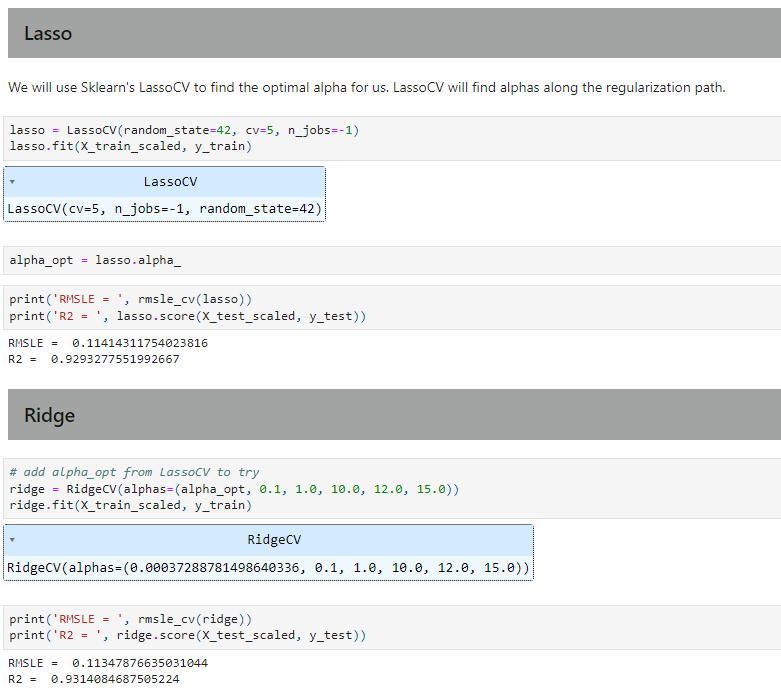 Lasso
We will use Sklearn's LassoCV to find the optimal alpha for us. LassoCV will find alphas along the regularization path.
lasso = LassoCV(random_state=42, cv=5, n_jobs=-1)
lasso.fit(X_train_scaled, y_train)
LassoCV
LassoCV(cv=5, n_jobs=-1, random_state=42)
alpha_opt = lasso.alpha_
print('RMSLE = ', rmsle_cv(lasso))
print('R2 = ', lasso.score(X_test_scaled, y_test))
RMSLE =  0.11414311754023816
R2 =  0.9293277551992667
Ridge
# add alpha_opt from LassoCV to try
ridge = RidgeCV(alphas=(alpha_opt, 0.1, 1.0, 10.0, 12.0, 15.0))
ridge.fit(X_train_scaled, y_train)
RidgeCV
RidgeCV(alphas=(0.00037288781498640336, 0.1, 1.0, 10.0, 12.0, 15.0))
print('RMSLE = ', rmsle_cv(ridge))
print('R2 = ', ridge.score(X_test_scaled, y_test))
RMSLE =  0.11347876635031044
R2 =  0.9314084687505224